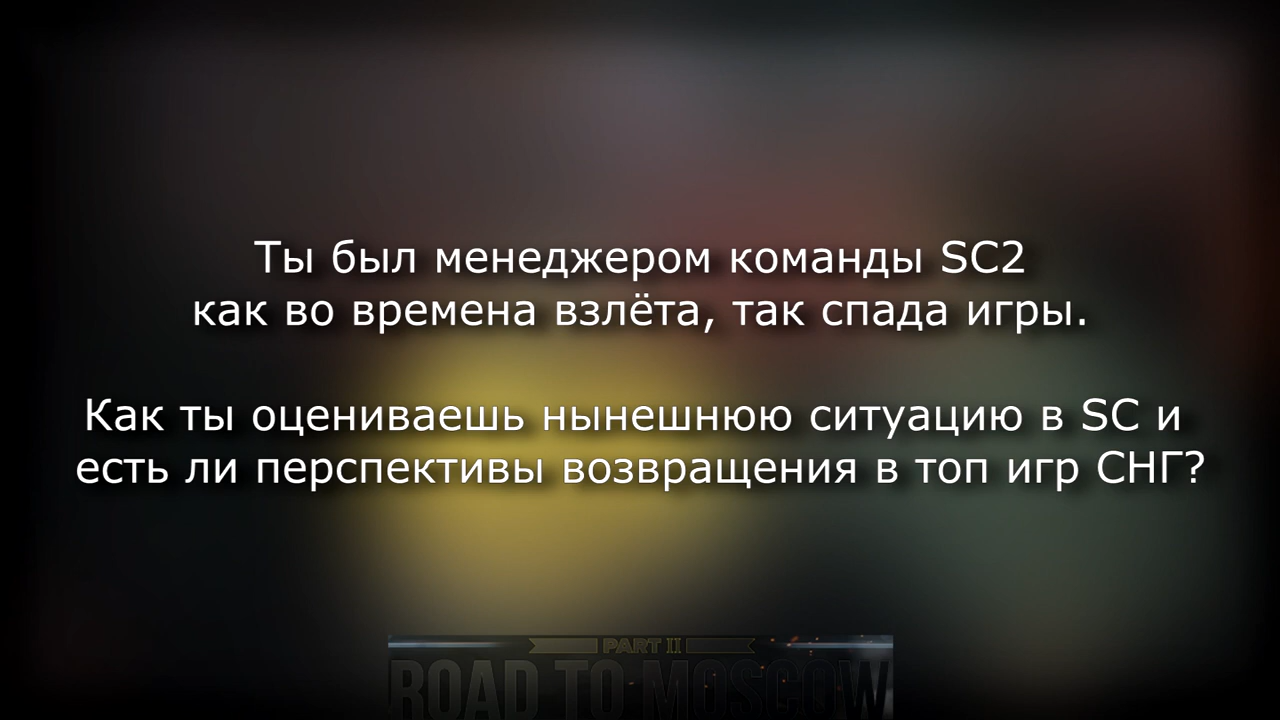 Ты был менеджером команды SC2
как во времена взлёта, так спада игры.
Как ты оцениваешь нынешнюю ситуацию в SC и
есть ли перспективы возвращения в топ игр СНГ?
PART II
ROAD TO MOSCOW